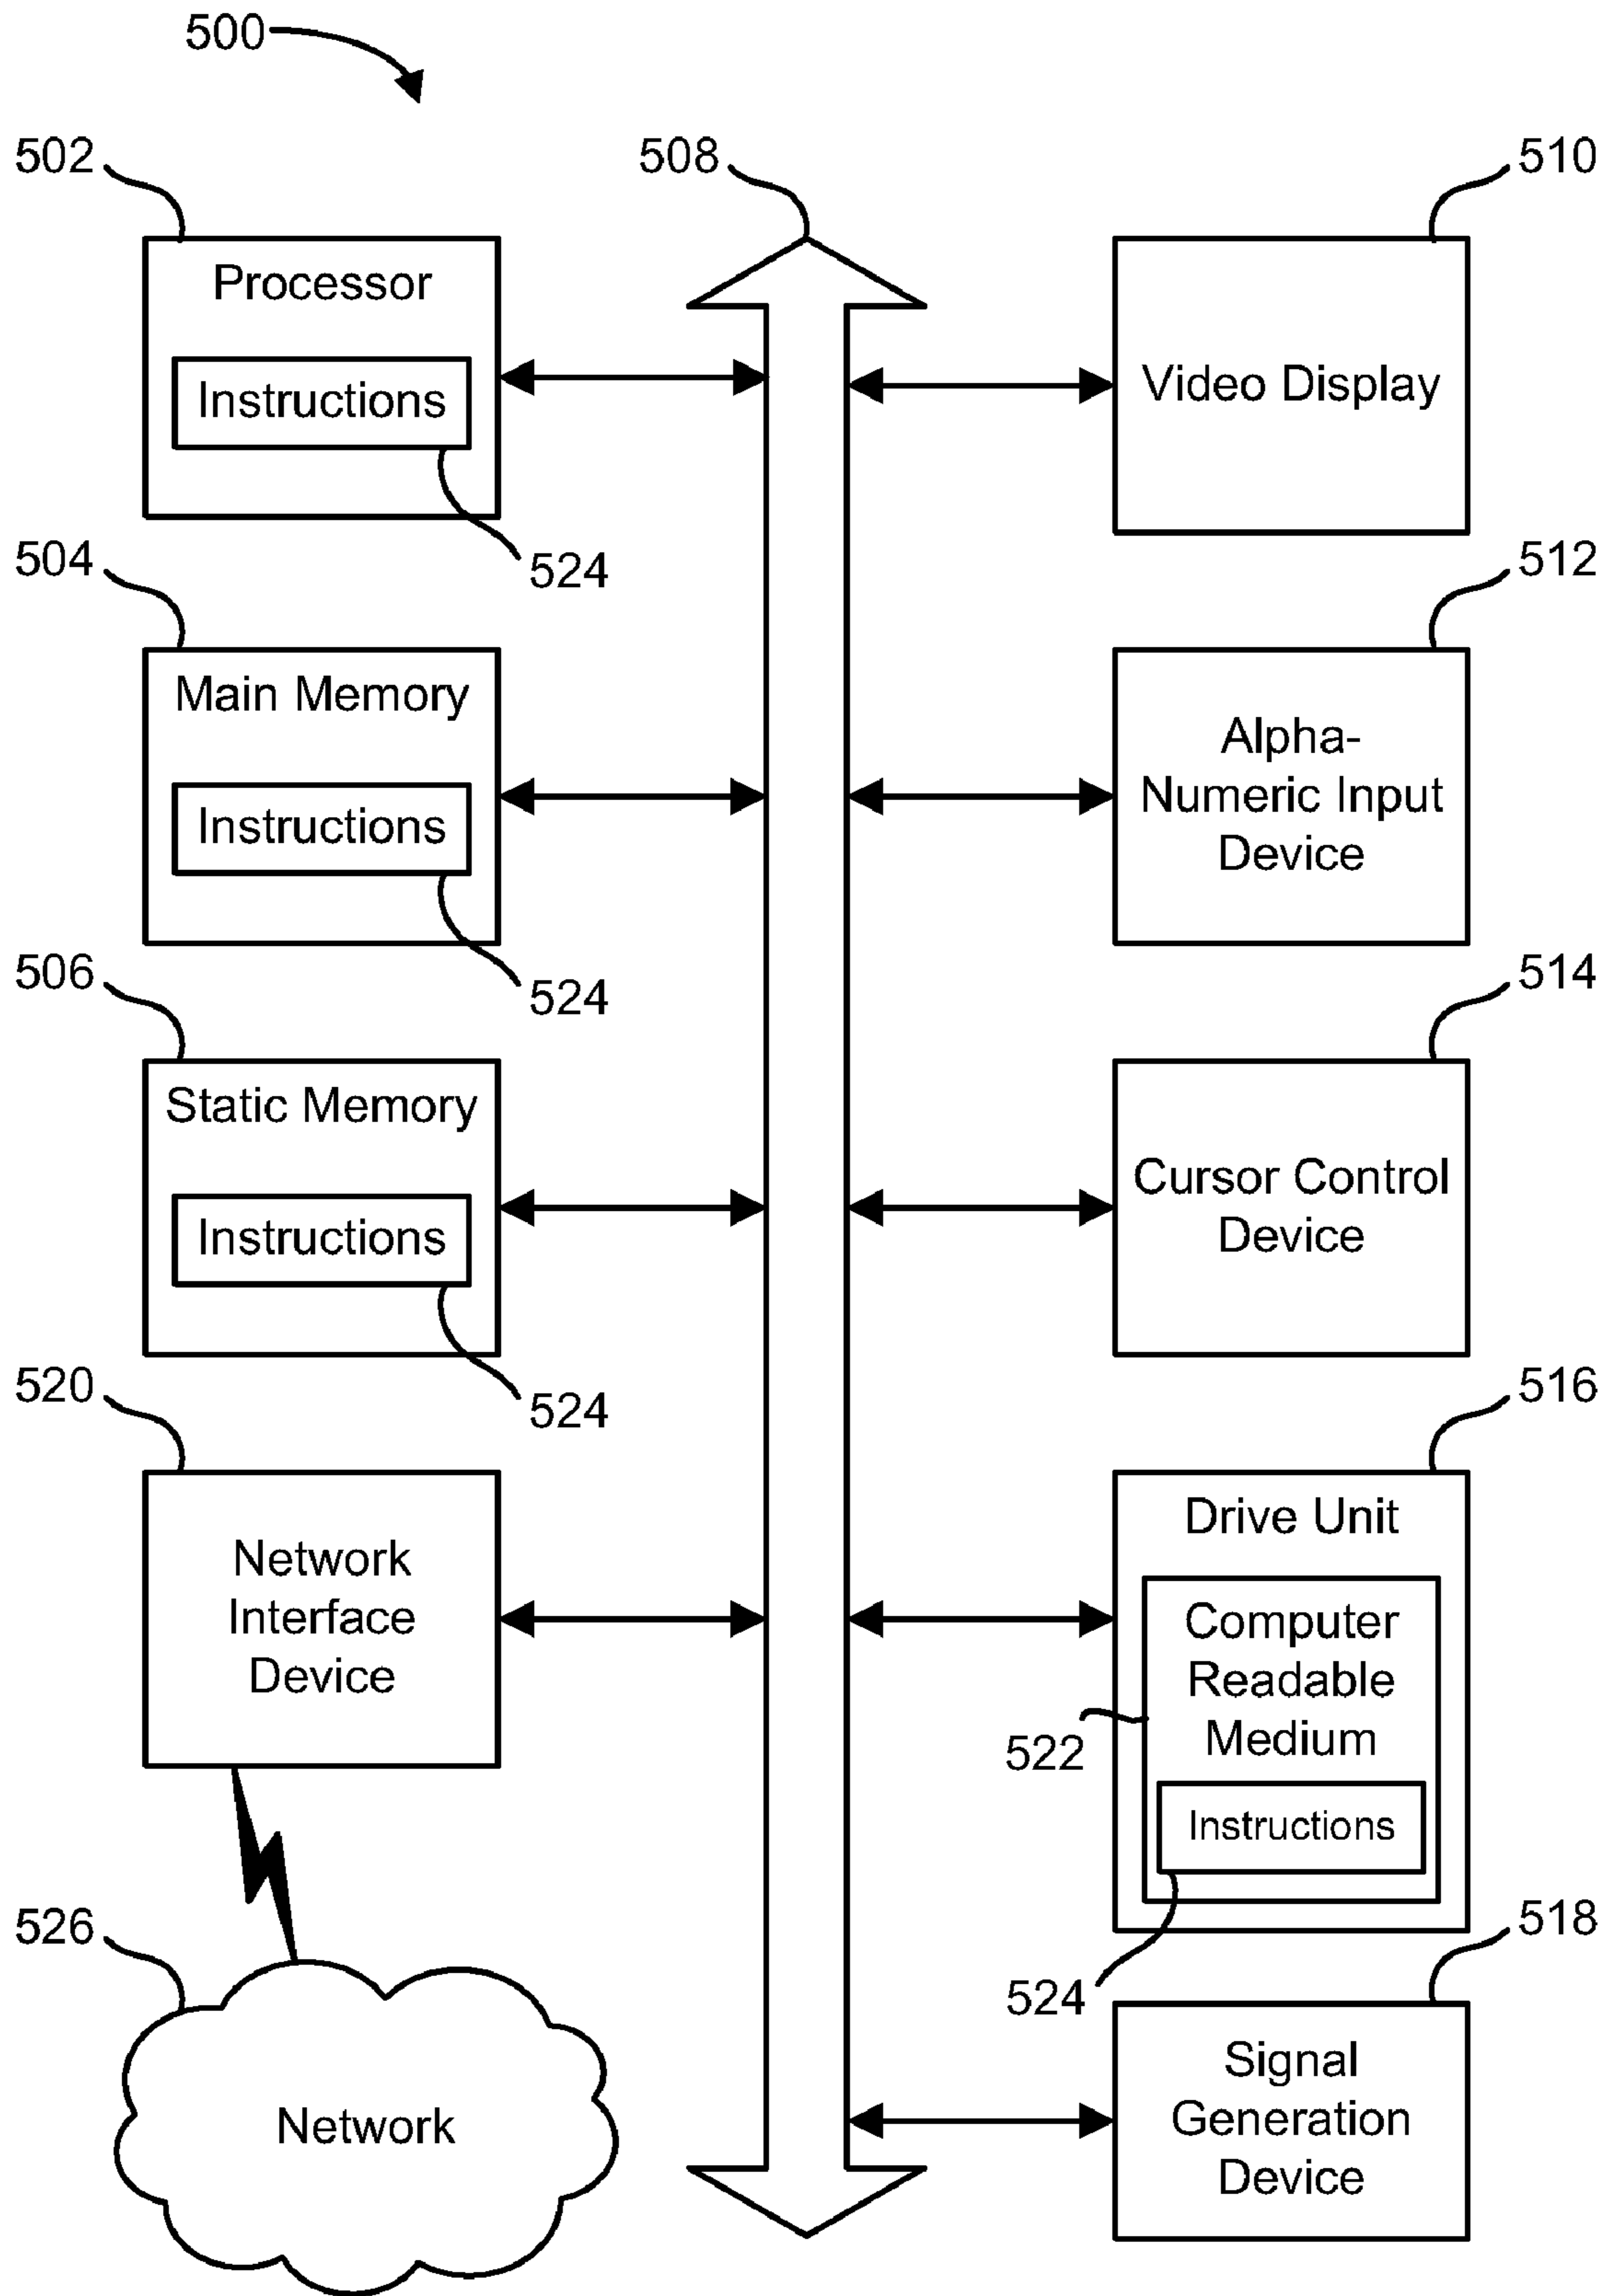 500
502
508
510
Processor
Instructions
524
Video Display
504
512
Main Memory
Instructions
524
Alpha-
Numeric Input
Device
506
514
Static Memory
Instructions
524
Cursor Control
Device
520
516
Network
Interface
Device
Drive Unit
Computer
Readable
Medium
522
Instructions
524
526
518
Network
Signal
Generation
Device